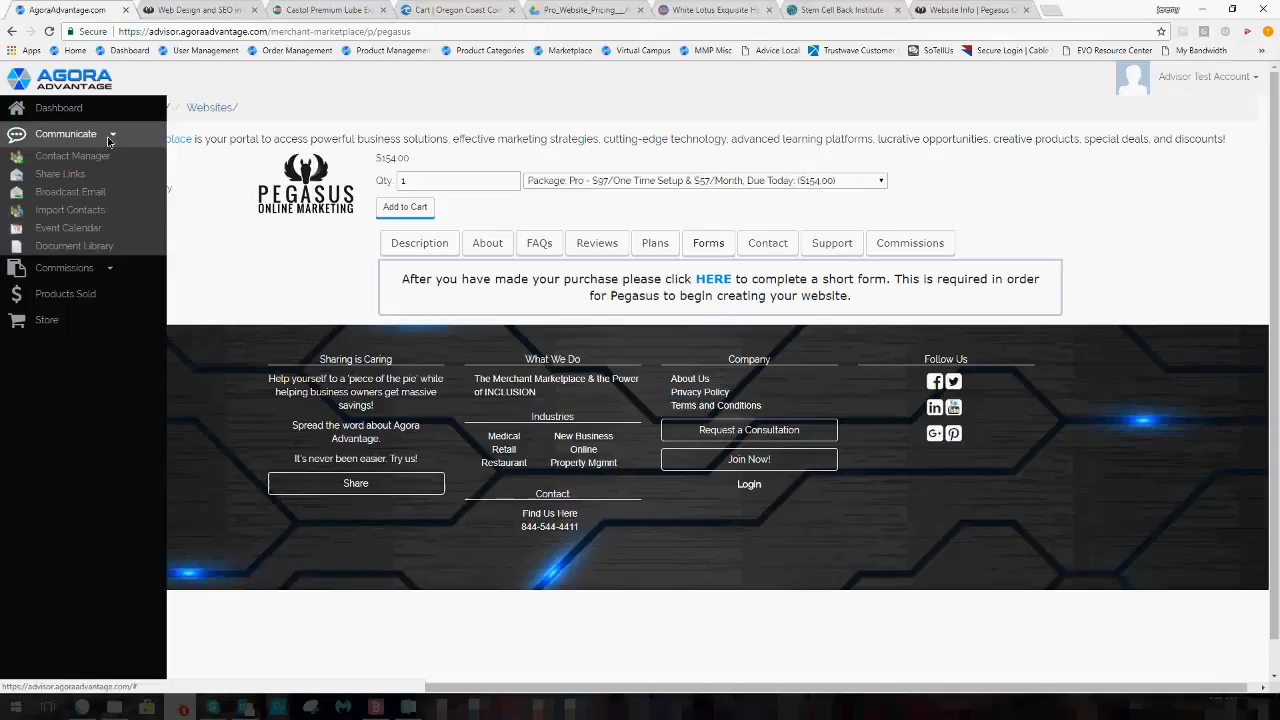 AgoraAdvantage.com
Web Design and SEO in
Castol Premium Lube Ex
Cart | Oregon Coast Com
Pro_Website_Pricing_
White Lotus Exquisite H
Stem Cell Back Institute
Website Info | Pegasus C
Jeremy
Secure https://advisor.agoraadvantage.com/merchant-marketplace/p/pegasus
Apps Home Dashboard User Management Order Management Product Management Product Categories Marketplace Virtual Campus MMP Misc Advice Local Trustwave Custome SoTellUs Secure Login | Cable EVO Resource Center My Bandwidth
AGORA
ADVANTAGE
Advisor Test Account
Dashboard
/ Websites/
Communicate
place is your portal to access powerful business solutions, effective marketing strategies, cutting-edge technology, advanced learning platforms, lucrative opportunities, creative products, special deals, and discounts!
Contact Manager
Share Links
Broadcast Email
Import Contacts
Event Calendar
Document Library
Commissions
Products Sold
Store
PEGASUS
ONLINE MARKETING
$154.00
Qty 1 Package: Pro - $97/One Time Setup & $57/Month, Due Today: ($154.00)
Add to Cart
Description About FAQs Reviews Plans Forms Contact Support Commissions
After you have made your purchase please click HERE to complete a short form. This is required in order
for Pegasus to begin creating your website.
Sharing is Caring
Help yourself to a 'piece of the pie' while
helping business owners get massive
savings!
Spread the word about Agora
Advantage.
It's never been easier. Try us!
Share
What We Do
The Merchant Marketplace & the Power
of INCLUSION
Industries
Medical New Business
Retail Online
Restaurant Property Mgmnt
Contact
Find Us Here
844-544-4411
Company
About Us
Privacy Policy
Terms and Conditions
Request a Consultation
Join Now!
Login
Follow Us
https://advisor.agoraadvantage.com/#